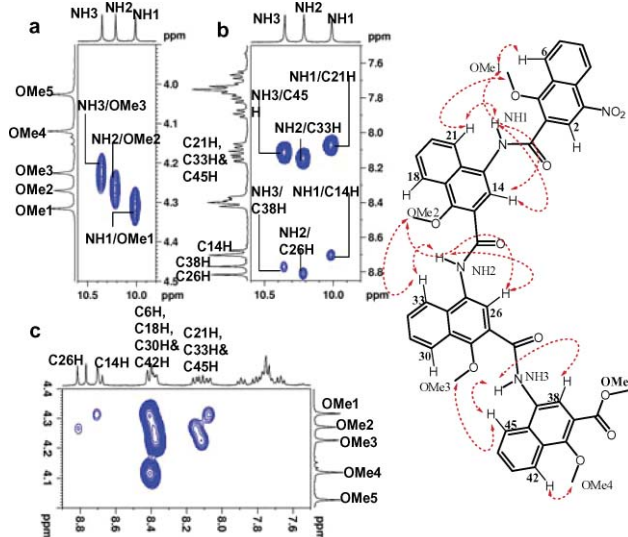 a
NH3 NH2 NH1
ppm
4.0
4.1
4.2
4.3
4.4
4.5
10.5 10.0 ppm
OMe5
OMe4
OMe3
OMe2
OMe1
NH3/OMe3
NH2/OMe2
NH1/OMe1
b
NH3 NH2 NH1
ppm
7.6
7.8
8.0
8.2
8.4
8.6
8.8
10.5 10.0 ppm
NH1/C21H
NH3/C45
H
NH2/C33H
C21H,
C33H&
C45H
NH3/
C38H
NH1/C14H
NH2/
C26H
C14H
C38H
C26H
c
C26H C14H
C6H,
C18H,
C30H&
C42H
C21H,
C33H&
C45H
4.4
4.3
4.2
4.1
ppm
8.8 8.6 8.4 8.2 8.0 7.8 7.6 ppm
OMe1
OMe2
OMe3
OMe4
OMe5
OMe1
H
6
O
NO2
2
H
H
NH1
N
O
21
H
18
H
14
H
OMe2
O
O
H
N
NH2
H
33
26
H
30
H
O
OMe3
O
H
N
NH3
H
38
OMe
O
H
45
42
H
O
OMe4